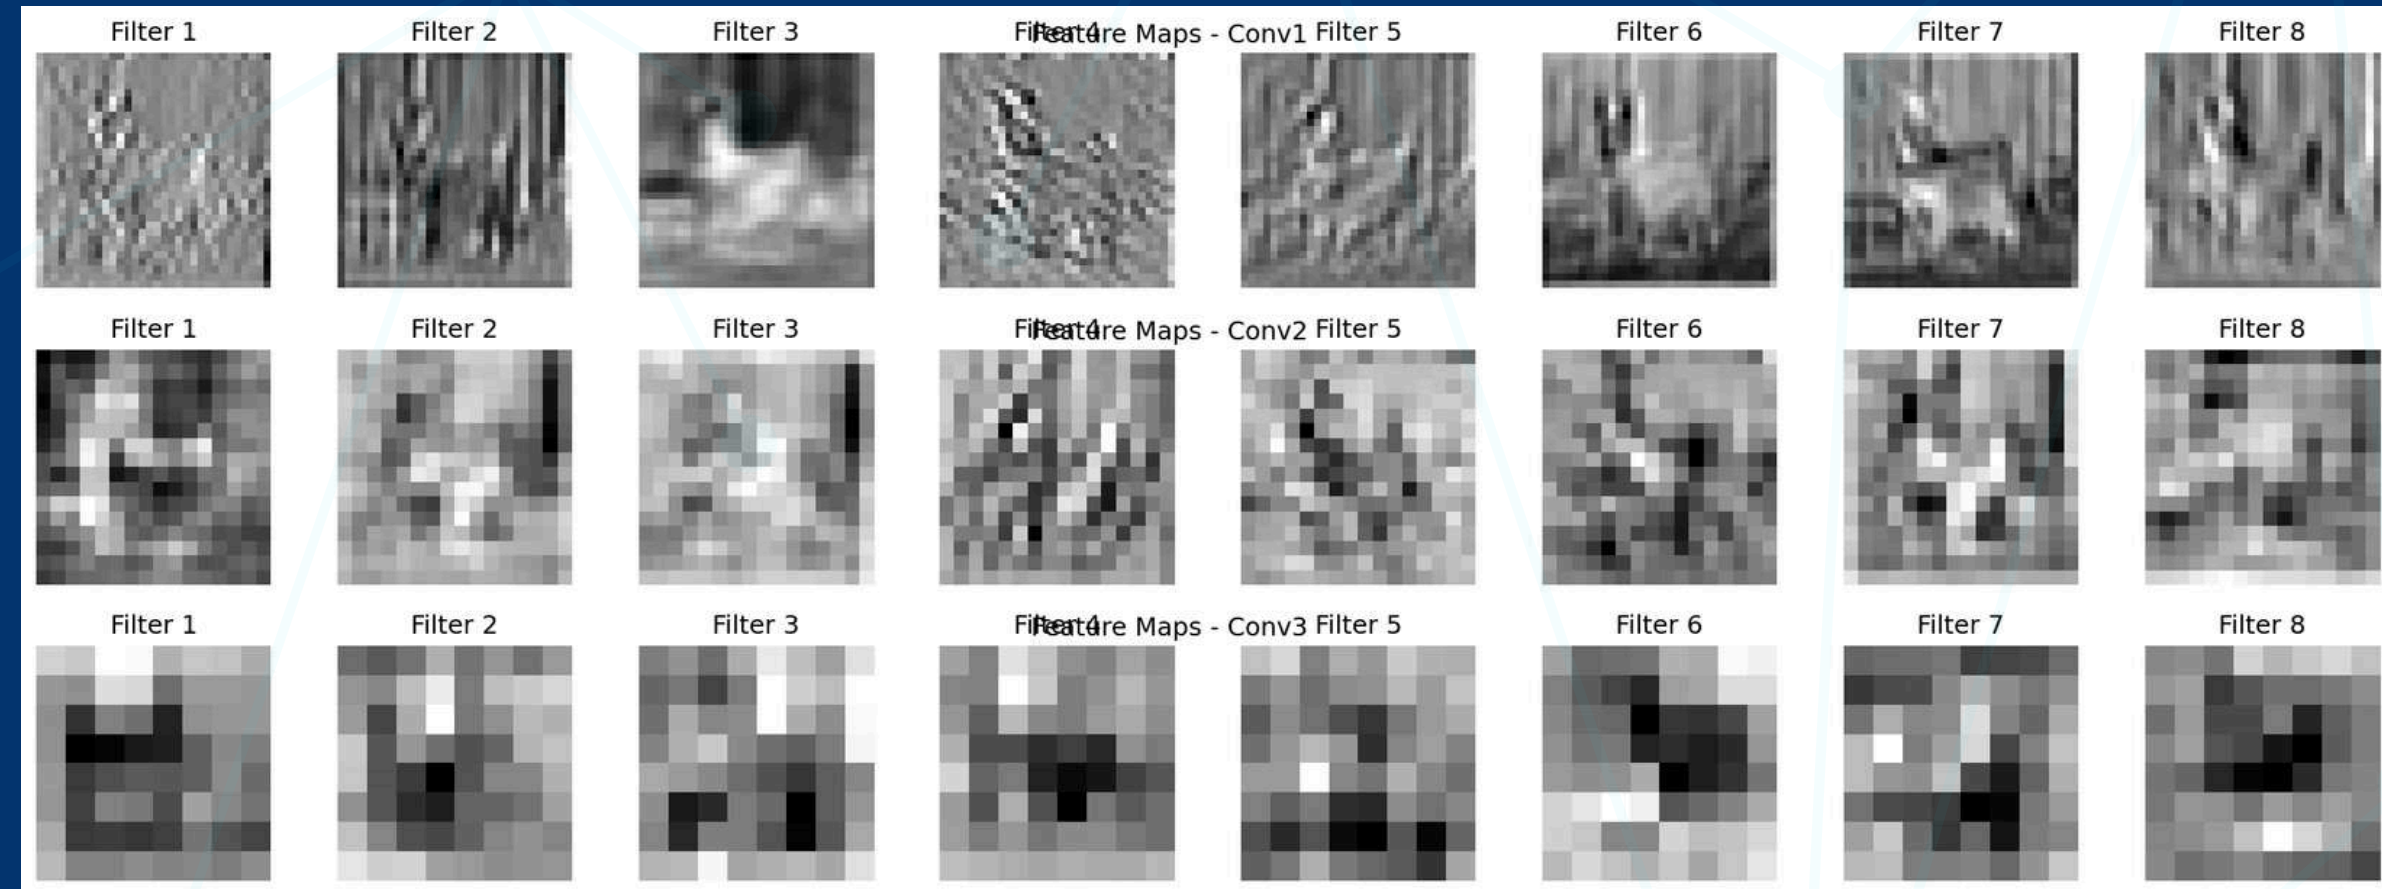 Filter 1 Filter 2 Filter 3 Filter 4 Feature Maps - Conv1 Filter 5 Filter 6 Filter 7 Filter 8
Filter 1 Filter 2 Filter 3 Filter 4 Feature Maps - Conv2 Filter 5 Filter 6 Filter 7 Filter 8
Filter 1 Filter 2 Filter 3 Filter 4 Feature Maps - Conv3 Filter 5 Filter 6 Filter 7 Filter 8